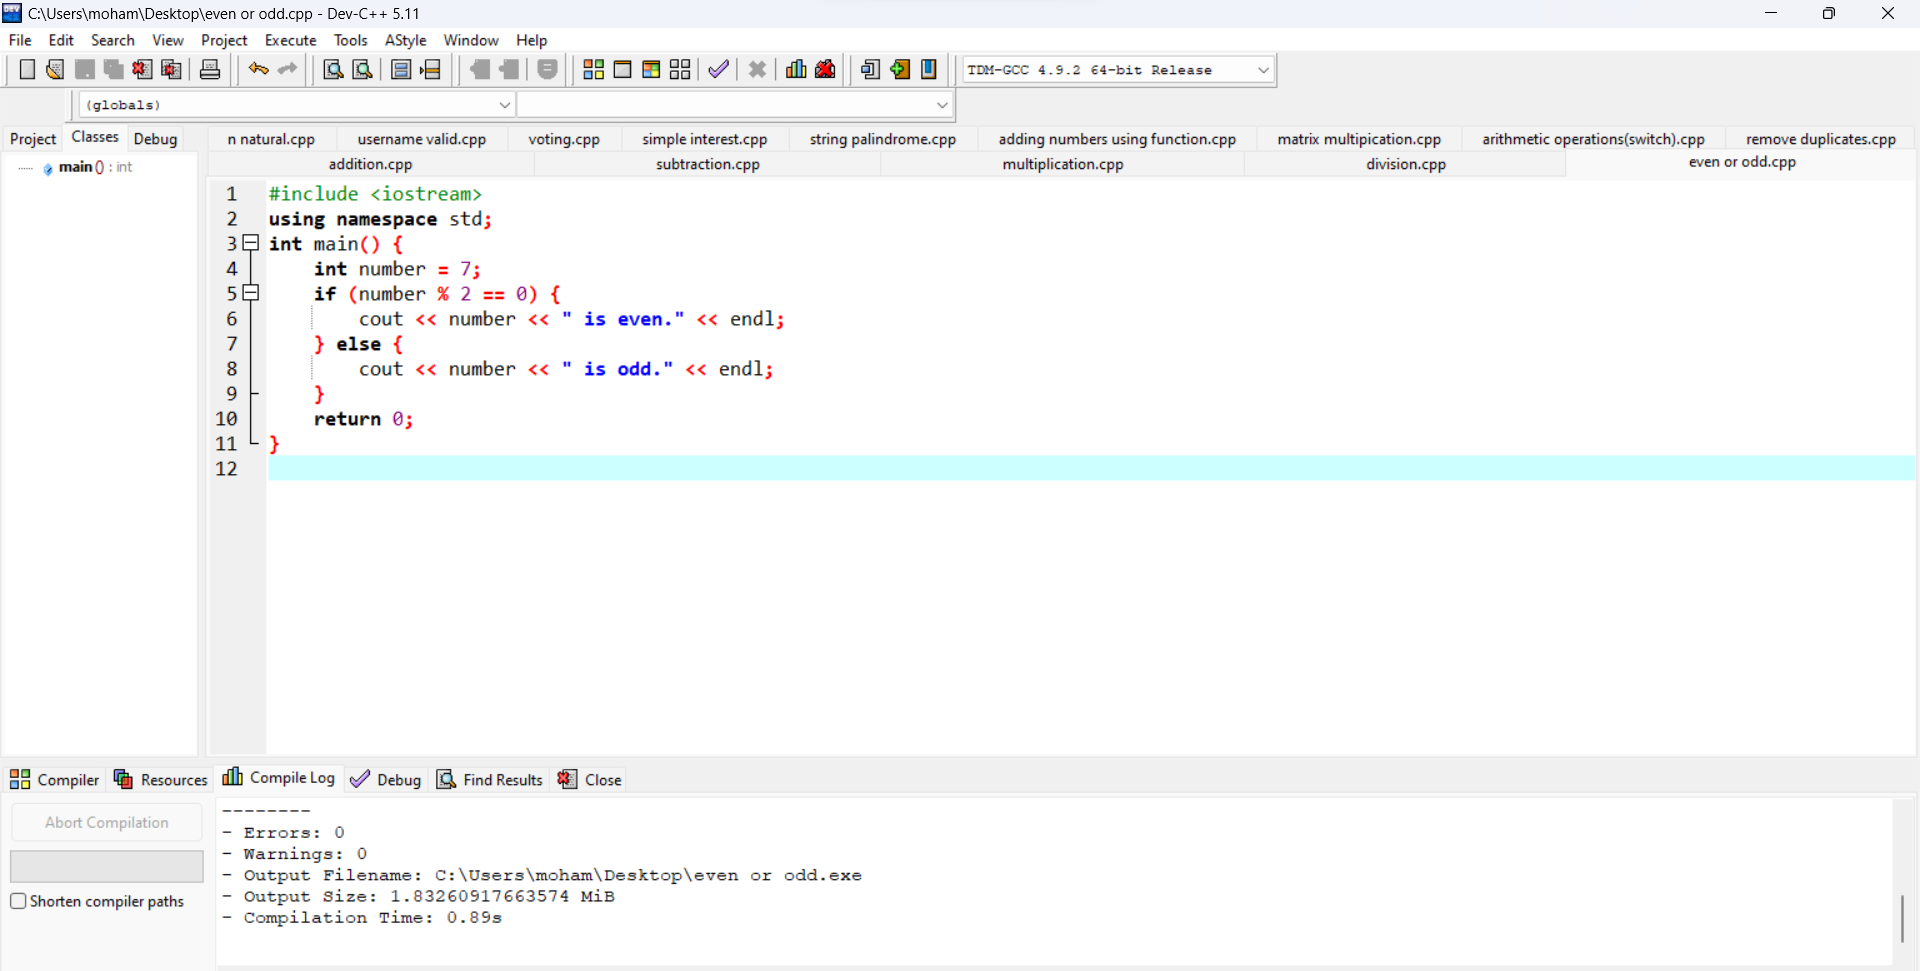 C:\Users\moham\Desktop\even or odd.cpp - Dev-C++ 5.11
File Edit Search View Project Execute Tools AStyle Window Help
TDM-GCC 4.9.2 64-bit Release
(globals)
Project Classes Debug
n natural.cpp username valid.cpp voting.cpp simple interest.cpp string palindrome.cpp adding numbers using function.cpp matrix multipication.cpp arithmetic operations(switch).cpp remove duplicates.cpp
addition.cpp subtraction.cpp multiplication.cpp division.cpp even or odd.cpp
main () : int
1 #include <iostream>
2 using namespace std;
3 int main() {
4     int number = 7;
5     if (number % 2 == 0) {
6         cout << number << " is even." << endl;
7     } else {
8         cout << number << " is odd." << endl;
9     }
10     return 0;
11 }
12
Compiler Resources Compile Log Debug Find Results Close
Abort Compilation
Shorten compiler paths
--------
- Errors: 0
- Warnings: 0
- Output Filename: C:\Users\moham\Desktop\even or odd.exe
- Output Size: 1.83260917663574 MiB
- Compilation Time: 0.89s